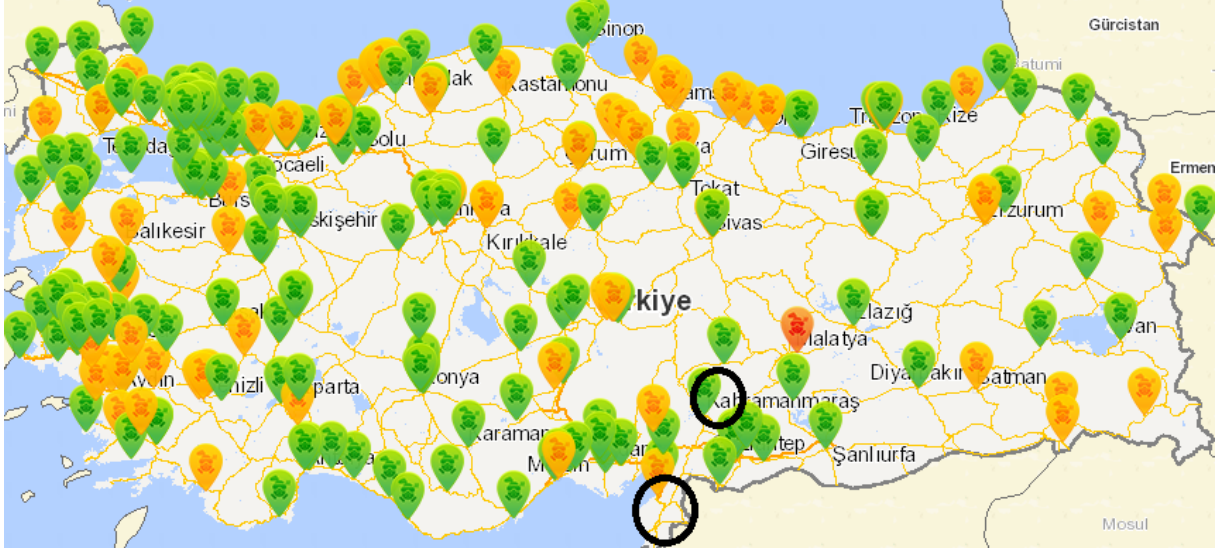 Gürcistan
Sinop
Batumi
Kastamonu
Trabzon
Rize
Bolu
Giresun
Kocaeli
Ermen
Tokat
Erzurum
Sivas
Eskişehir
Balıkesir
Kırıkkale
Türkiye
Elazığ
Van
Malatya
Aydın
Denizli
Isparta
Konya
Diyarbakır
Batman
Kahramanmaraş
Karaman
Mersin
Şanlıurfa
Mosul